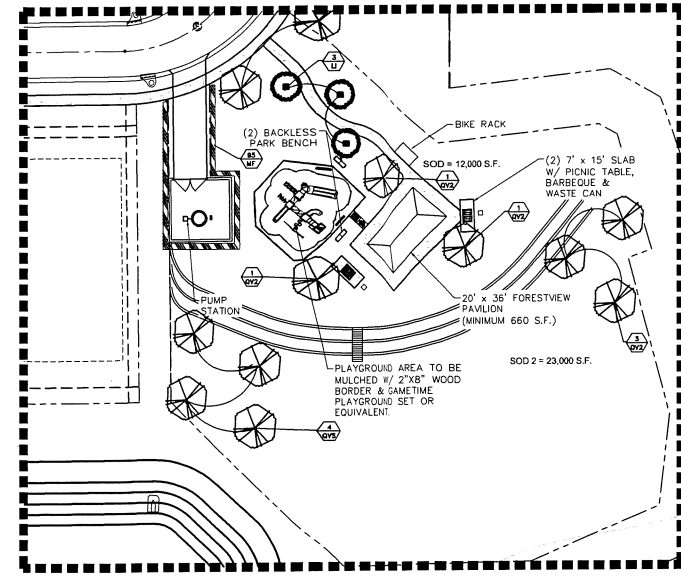 3
LI
(2) BACKLESS
PARK BENCH
BIKE RACK
85
MF
SOD = 12,000 S.F.
(2) 7' x 15' SLAB
W/ PICNIC TABLE,
BARBEQUE &
WASTE CAN
1
QV2
1
QV2
1
QV2
PUMP
STATION
20' x 36' FORESTVIEW
PAVILION
(MINIMUM 660 S.F.)
3
QV2
SOD 2 = 23,000 S.F.
PLAYGROUND AREA TO BE
MULCHED W/ 2"X8" WOOD
BORDER & GAMETIME
PLAYGROUND SET OR
EQUIVALENT.
4